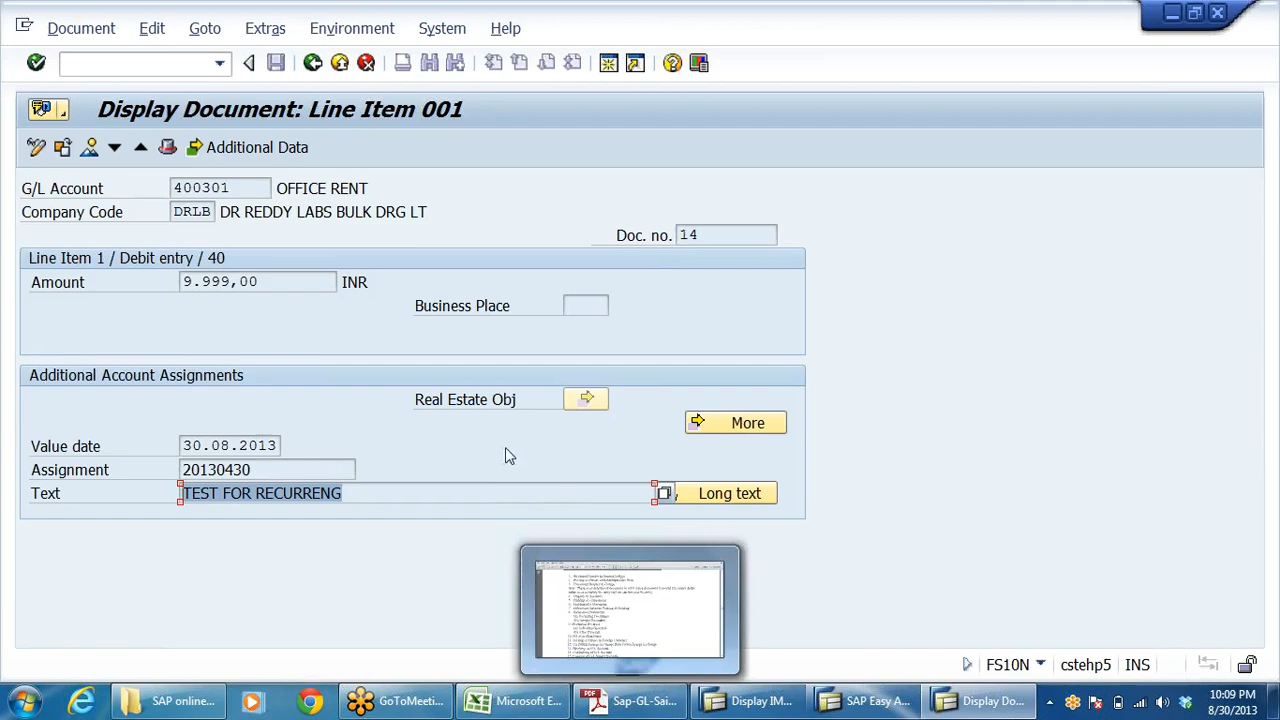 Document Edit Goto Extras Environment System Help
Display Document: Line Item 001
Additional Data
G/L Account 400301 OFFICE RENT
Company Code DRLB DR REDDY LABS BULK DRG LT
Doc. no. 14
Line Item 1 / Debit entry / 40
Amount 9.999,00 INR
Business Place
Additional Account Assignments
Real Estate Obj
More
Value date 30.08.2013
Assignment 20130430
Text TEST FOR RECURRENG Long text
FS10N cstehp5 INS
SAP online... GoToMeeti... Microsoft E... Sap-GL-Sai... Display IM... SAP Easy A... Display Do...
10:09 PM
8/30/2013